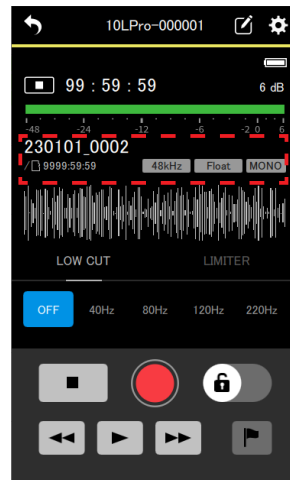 10LPro-000001
99 : 59 : 59 6 dB
-48 -24 -12 -6 -2 0 6
230101_0002
/ 9999:59:59 48kHz Float MONO
LOW CUT LIMITER
OFF 40Hz 80Hz 120Hz 220Hz